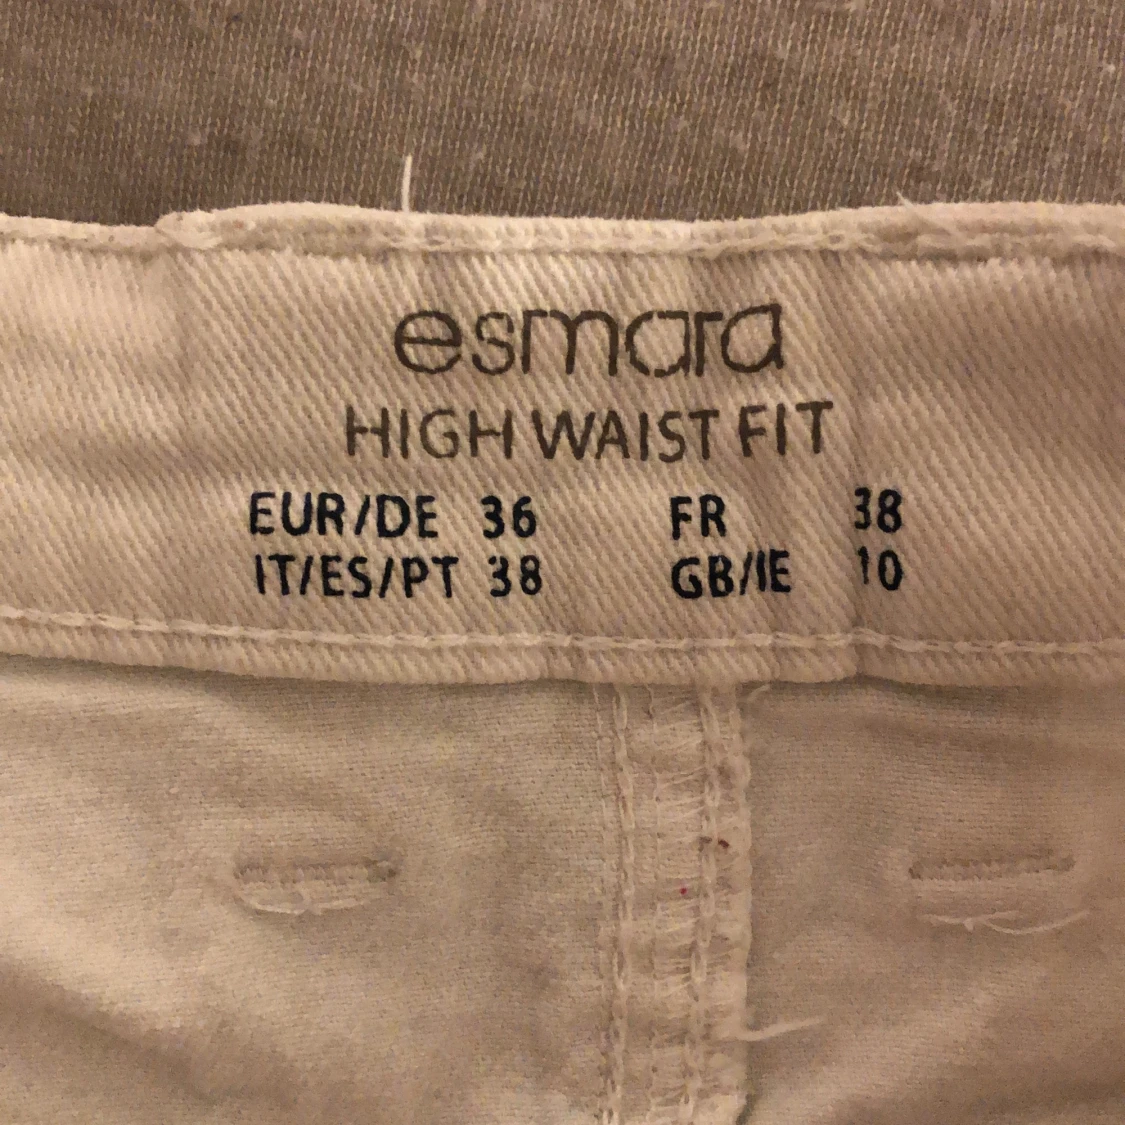 esmara
HIGH WAIST FIT
EUR/DE 36 FR 38
IT/ES/PT 38 GB/IE 10